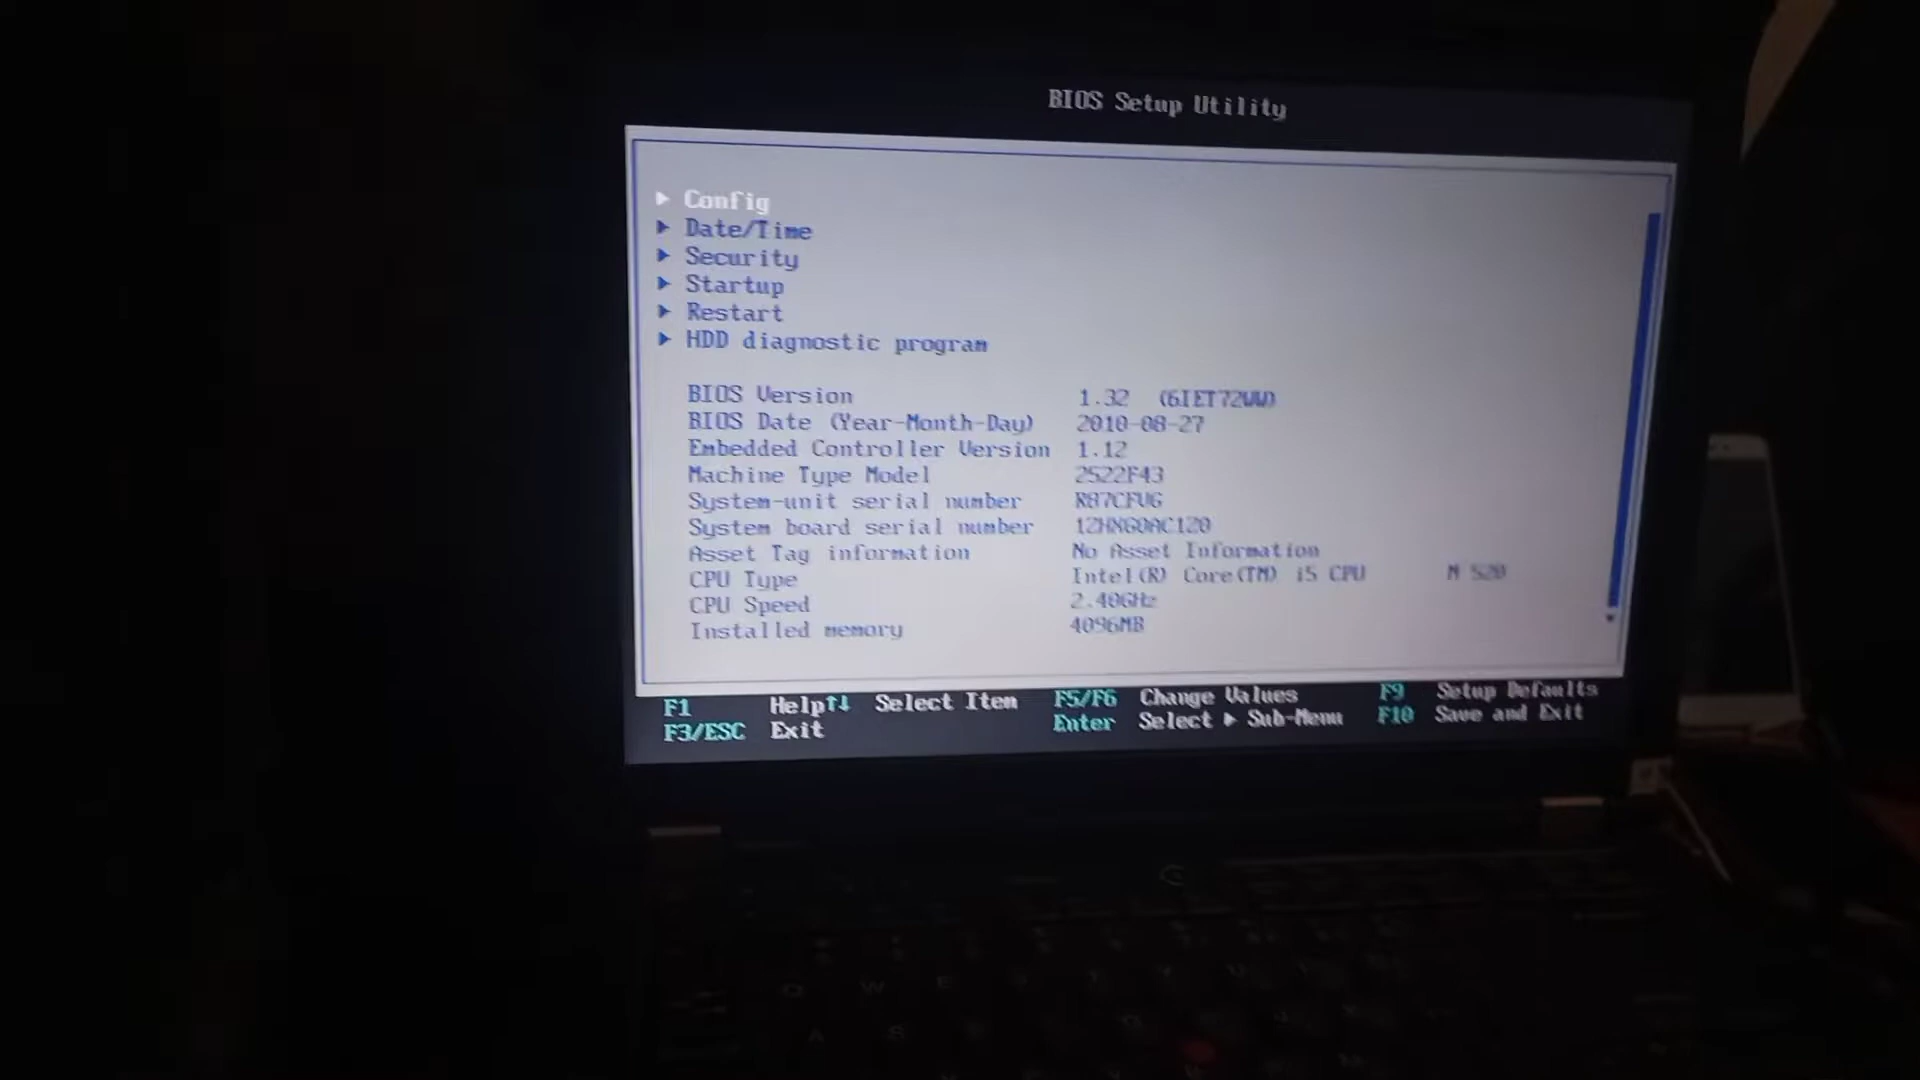 BIOS Setup Utility
Config
Date/Time
Security
Startup
Restart
HDD diagnostic program
BIOS Version 1.32 (6IET72WW)
BIOS Date (Year-Month-Day) 2010-08-27
Embedded Controller Version 1.12
Machine Type Model 2522F43
System-unit serial number R87CFVG
System board serial number 1ZHXG0AC1Z0
Asset Tag information No Asset Information
CPU Type Intel(R) Core(TM) i5 CPU M 520
CPU Speed 2.40GHz
Installed memory 4096MB
F1 Help ↑↓ Select Item F5/F6 Change Values F9 Setup Defaults
F3/ESC Exit Enter Select ▶ Sub-Menu F10 Save and Exit